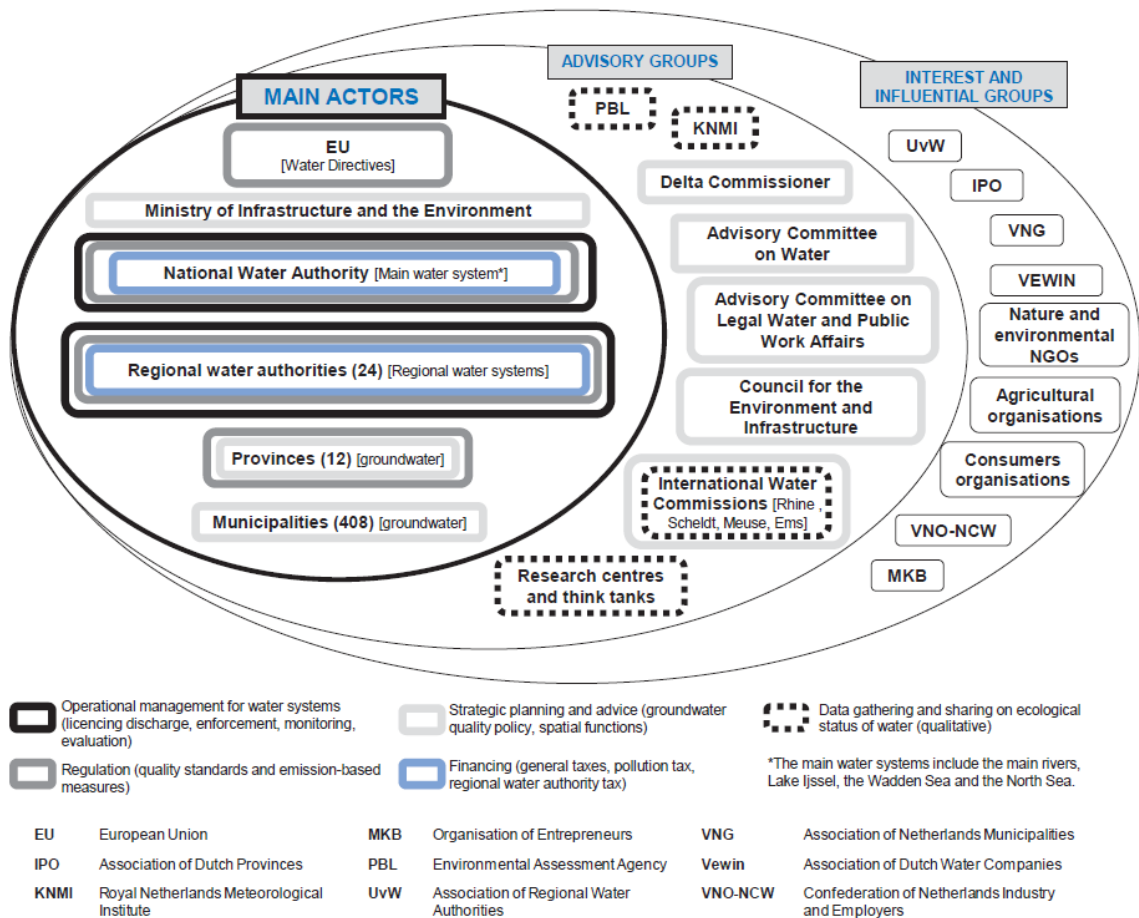 ADVISORY GROUPS
INTEREST AND
INFLUENTIAL GROUPS
MAIN ACTORS
EU
[Water Directives]
Ministry of Infrastructure and the Environment
National Water Authority [Main water system*]
Regional water authorities (24) [Regional water systems]
Provinces (12) [groundwater]
Municipalities (408) [groundwater]
PBL
KNMI
Delta Commissioner
Advisory Committee
on Water
Advisory Committee on
Legal Water and Public
Work Affairs
Council for the
Environment and
Infrastructure
International Water
Commissions [Rhine ,
Scheldt, Meuse, Ems]
Research centres
and think tanks
UvW
IPO
VNG
VEWIN
Nature and
environmental
NGOs
Agricultural
organisations
Consumers
organisations
VNO-NCW
MKB
Operational management for water systems
(licencing discharge, enforcement, monitoring,
evaluation)
Strategic planning and advice (groundwater
quality policy, spatial functions)
Data gathering and sharing on ecological
status of water (qualitative)
Regulation (quality standards and emission-based
measures)
Financing (general taxes, pollution tax,
regional water authority tax)
*The main water systems include the main rivers,
Lake Ijssel, the Wadden Sea and the North Sea.
EU European Union
MKB Organisation of Entrepreneurs
VNG Association of Netherlands Municipalities
IPO Association of Dutch Provinces
PBL Environmental Assessment Agency
Vewin Association of Dutch Water Companies
KNMI Royal Netherlands Meteorological
Institute
UvW Association of Regional Water
Authorities
VNO-NCW Confederation of Netherlands Industry
and Employers